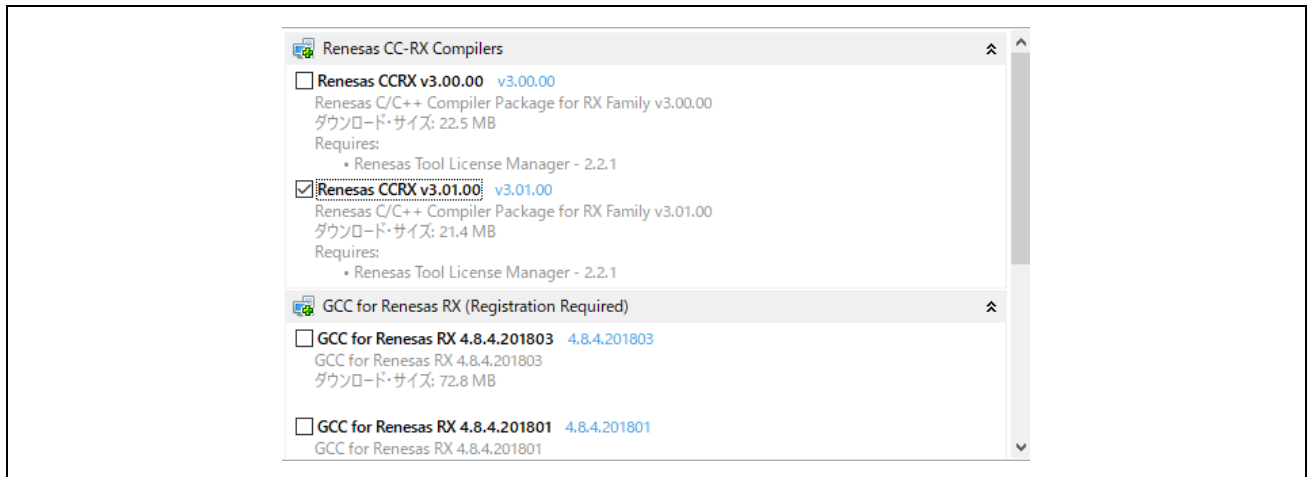 Renesas CC-RX Compilers
Renesas CCRX v3.00.00 v3.00.00
Renesas C/C++ Compiler Package for RX Family v3.00.00
ダウンロード・サイズ: 22.5 MB
Requires:
• Renesas Tool License Manager - 2.2.1
Renesas CCRX v3.01.00 v3.01.00
Renesas C/C++ Compiler Package for RX Family v3.01.00
ダウンロード・サイズ: 21.4 MB
Requires:
• Renesas Tool License Manager - 2.2.1
GCC for Renesas RX (Registration Required)
GCC for Renesas RX 4.8.4.201803 4.8.4.201803
GCC for Renesas RX 4.8.4.201803
ダウンロード・サイズ: 72.8 MB
GCC for Renesas RX 4.8.4.201801 4.8.4.201801
GCC for Renesas RX 4.8.4.201801